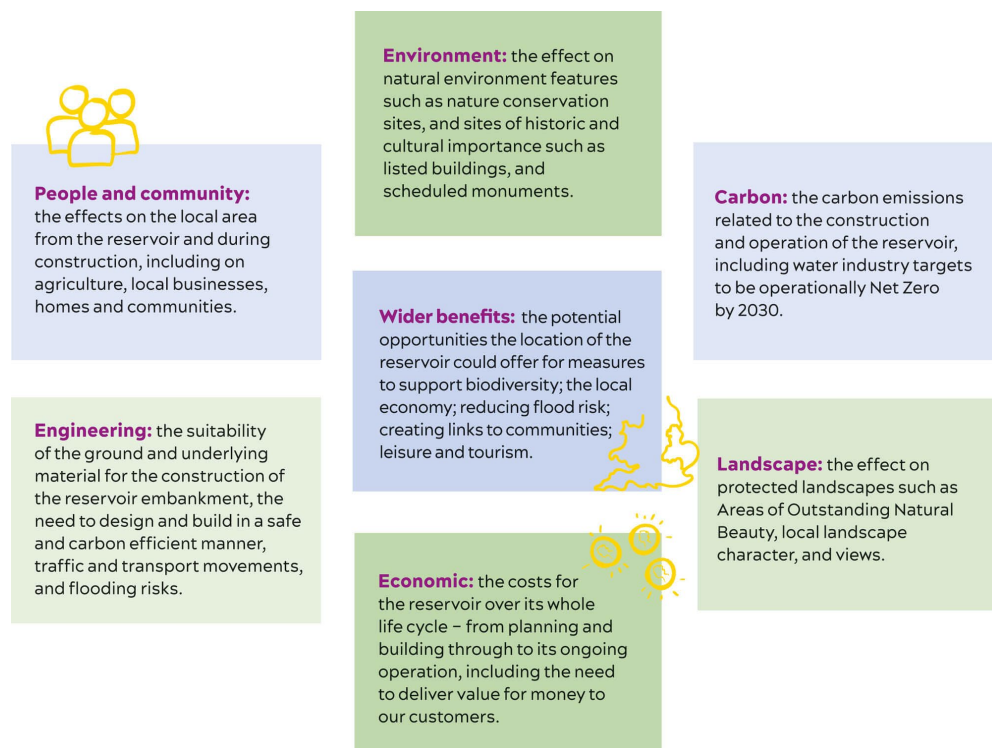 People and community:
the effects on the local area
from the reservoir and during
construction, including on
agriculture, local businesses,
homes and communities.
Engineering: the suitability
of the ground and underlying
material for the construction of
the reservoir embankment, the
need to design and build in a safe
and carbon efficient manner,
traffic and transport movements,
and flooding risks.
Environment: the effect on
natural environment features
such as nature conservation
sites, and sites of historic and
cultural importance such as
listed buildings, and
scheduled monuments.
Wider benefits: the potential
opportunities the location of the
reservoir could offer for measures
to support biodiversity; the local
economy; reducing flood risk;
creating links to communities;
leisure and tourism.
Economic: the costs for
the reservoir over its whole
life cycle – from planning and
building through to its ongoing
operation, including the need
to deliver value for money to
our customers.
Carbon: the carbon emissions
related to the construction
and operation of the reservoir,
including water industry targets
to be operationally Net Zero
by 2030.
Landscape: the effect on
protected landscapes such as
Areas of Outstanding Natural
Beauty, local landscape
character, and views.